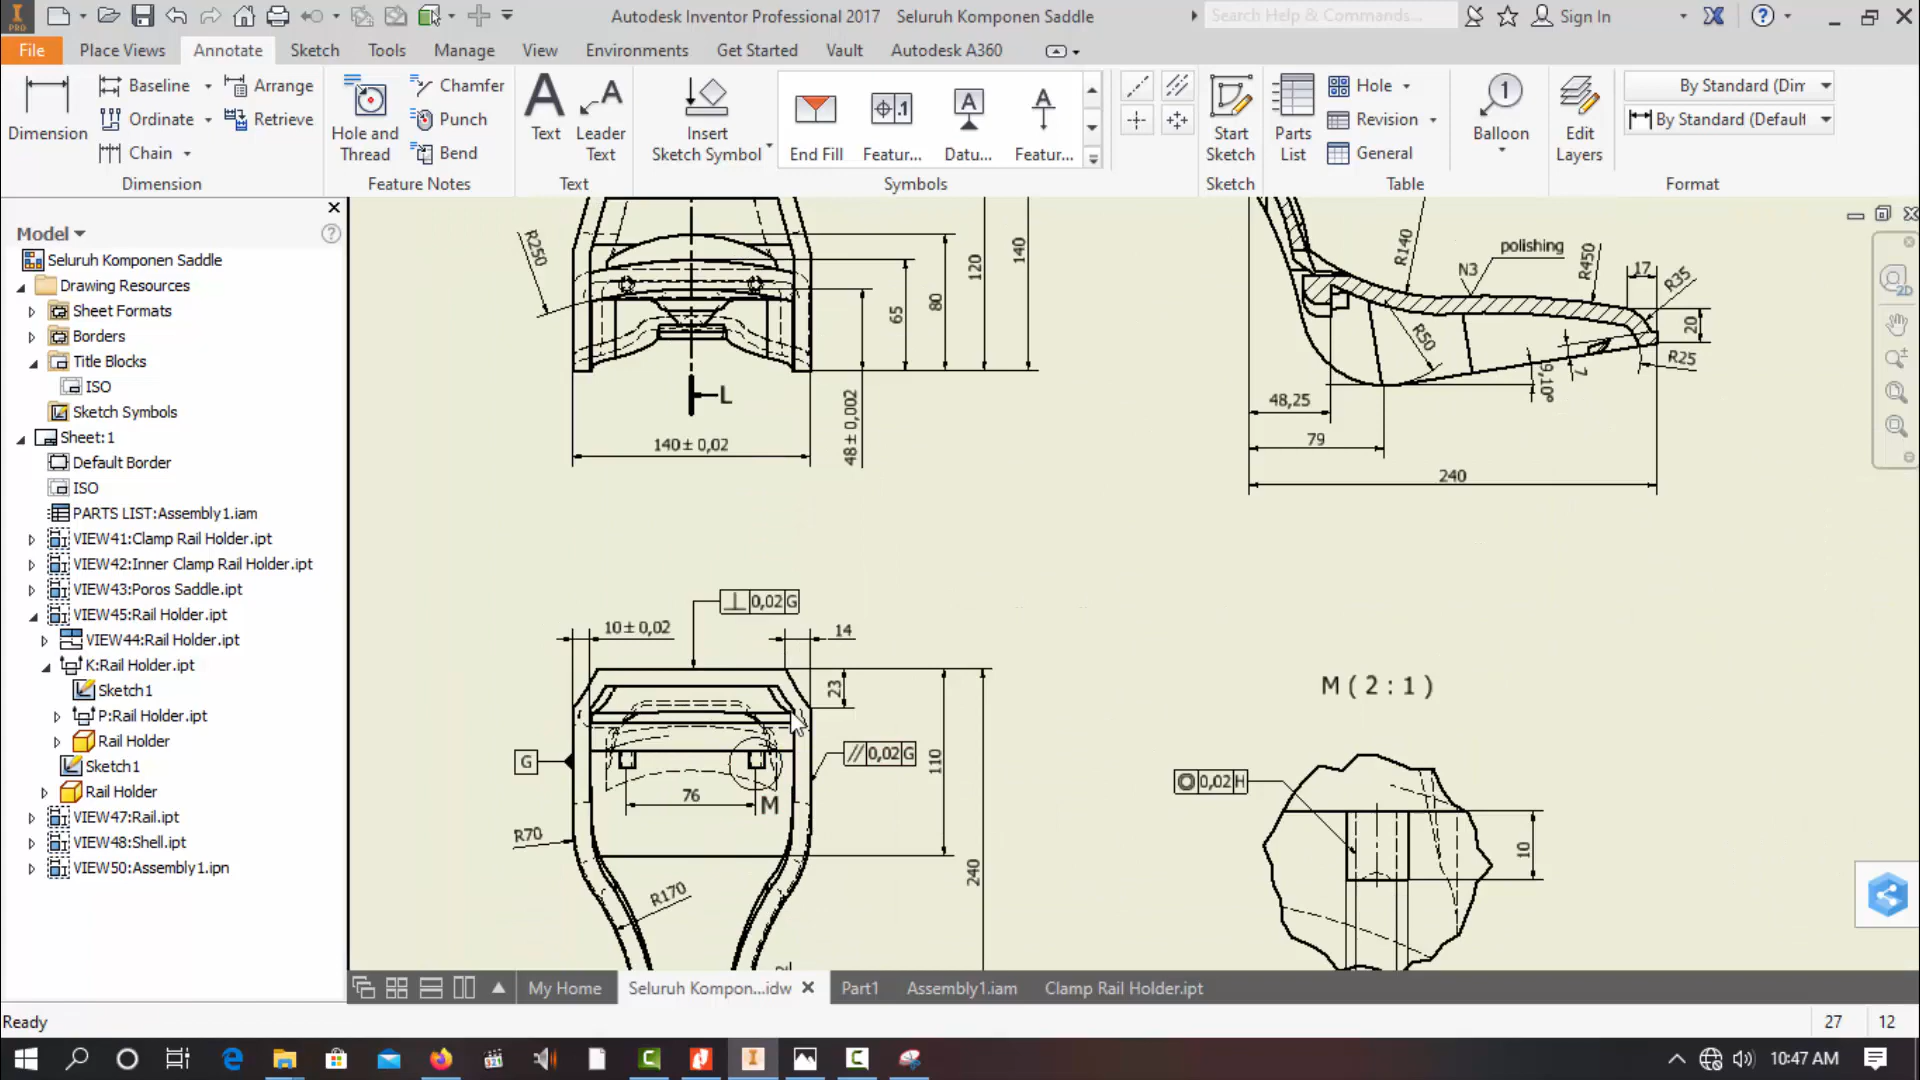 Autodesk Inventor Professional 2017 Seluruh Komponen Saddle
Search Help & Commands...
Sign In
File
Place Views
Annotate
Sketch
Tools
Manage
View
Environments
Get Started
Vault
Autodesk A360
Dimension
Baseline
Ordinate
Chain
Arrange
Retrieve
Dimension
Hole and Thread
Chamfer
Punch
Bend
Feature Notes
Text
Leader Text
Text
Insert Sketch Symbol
End Fill
Featur...
Datu...
Featur...
Symbols
Start Sketch
Sketch
Parts List
Hole
Revision
General
Table
Balloon
Edit Layers
By Standard (Dim
By Standard (Default
Format
Model
Seluruh Komponen Saddle
Drawing Resources
Sheet Formats
Borders
Title Blocks
ISO
Sketch Symbols
Sheet:1
Default Border
ISO
PARTS LIST:Assembly1.iam
VIEW41:Clamp Rail Holder.ipt
VIEW42:Inner Clamp Rail Holder.ipt
VIEW43:Poros Saddle.ipt
VIEW45:Rail Holder.ipt
VIEW44:Rail Holder.ipt
K:Rail Holder.ipt
Sketch1
P:Rail Holder.ipt
Rail Holder
Sketch1
Rail Holder
VIEW47:Rail.ipt
VIEW48:Shell.ipt
VIEW50:Assembly1.ipn
R250
65
80
120
140
L
48±0,002
140±0,02
R140
polishing
N3
R450
17
R35
20
R50
R25
7
9,10°
48,25
79
240
⊥ 0,02 G
10±0,02
14
23
110
240
G
// 0,02 G
76
M
R70
R170
M ( 2 : 1 )
◎ 0,02 H
10
My Home
Seluruh Kompon...idw
Part1
Assembly1.iam
Clamp Rail Holder.ipt
Ready
27
12
10:47 AM